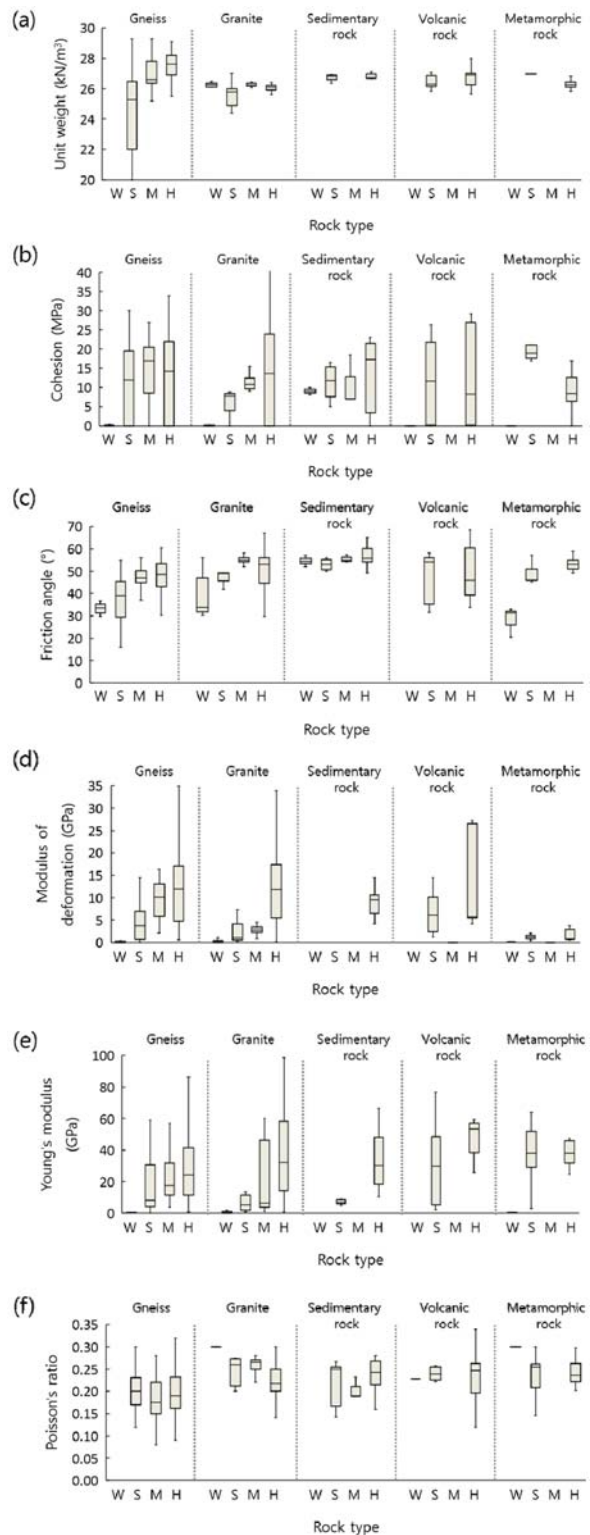 (a)
Gneiss Granite Sedimentary rock Volcanic rock Metamorphic rock
Unit weight (kN/m³)
30
28
26
24
22
20
W S M H W S M H W S M H W S M H W S M H
Rock type
(b)
Gneiss Granite Sedimentary rock Volcanic rock Metamorphic rock
Cohesion (MPa)
40
35
30
25
20
15
10
5
0
W S M H W S M H W S M H W S M H W S M H
Rock type
(c)
Gneiss Granite Sedimentary rock Volcanic rock Metamorphic rock
Friction angle (°)
70
60
50
40
30
20
10
0
W S M H W S M H W S M H W S M H W S M H
Rock type
(d)
Gneiss Granite Sedimentary rock Volcanic rock Metamorphic rock
Modulus of
deformation (GPa)
35
30
25
20
15
10
5
0
W S M H W S M H W S M H W S M H W S M H
Rock type
(e)
Gneiss Granite Sedimentary rock Volcanic rock Metamorphic rock
Young's modulus
(GPa)
100
80
60
40
20
0
W S M H W S M H W S M H W S M H W S M H
Rock type
(f)
Gneiss Granite Sedimentary rock Volcanic rock Metamorphic rock
Poisson's ratio
0.35
0.30
0.25
0.20
0.15
0.10
0.05
0.00
W S M H W S M H W S M H W S M H W S M H
Rock type